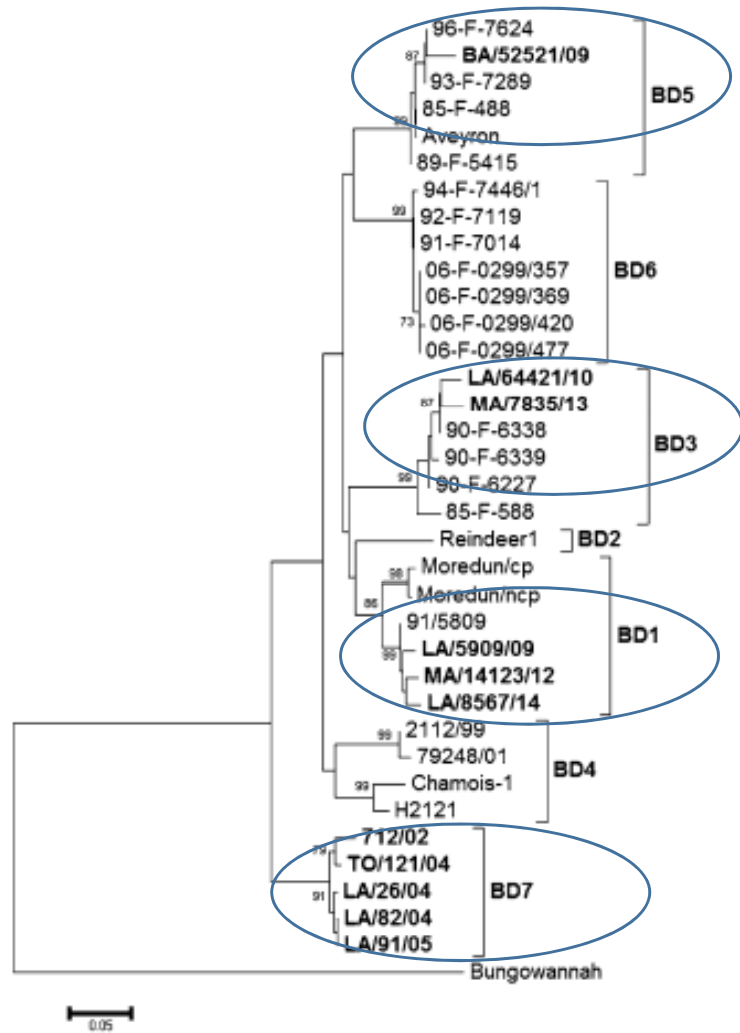 96-F-7624
87
BA/52521/09
93-F-7289
BD5
85-F-488
99
Aveyron
89-F-5415
94-F-7446/1
99
92-F-7119
91-F-7014
06-F-0299/357
BD6
06-F-0299/369
73
06-F-0299/420
06-F-0299/477
LA/64421/10
87
MA/7835/13
90-F-6338
BD3
90-F-6339
99
90-F-6227
85-F-588
Reindeer1
BD2
98
Moredun/cp
86
Moredun/ncp
91/5809
BD1
99
LA/5909/09
MA/14123/12
LA/8567/14
99
2112/99
79248/01
BD4
99
Chamois-1
H2121
712/02
79
TO/121/04
91
LA/26/04
BD7
LA/82/04
LA/91/05
Bungowannah
0.05